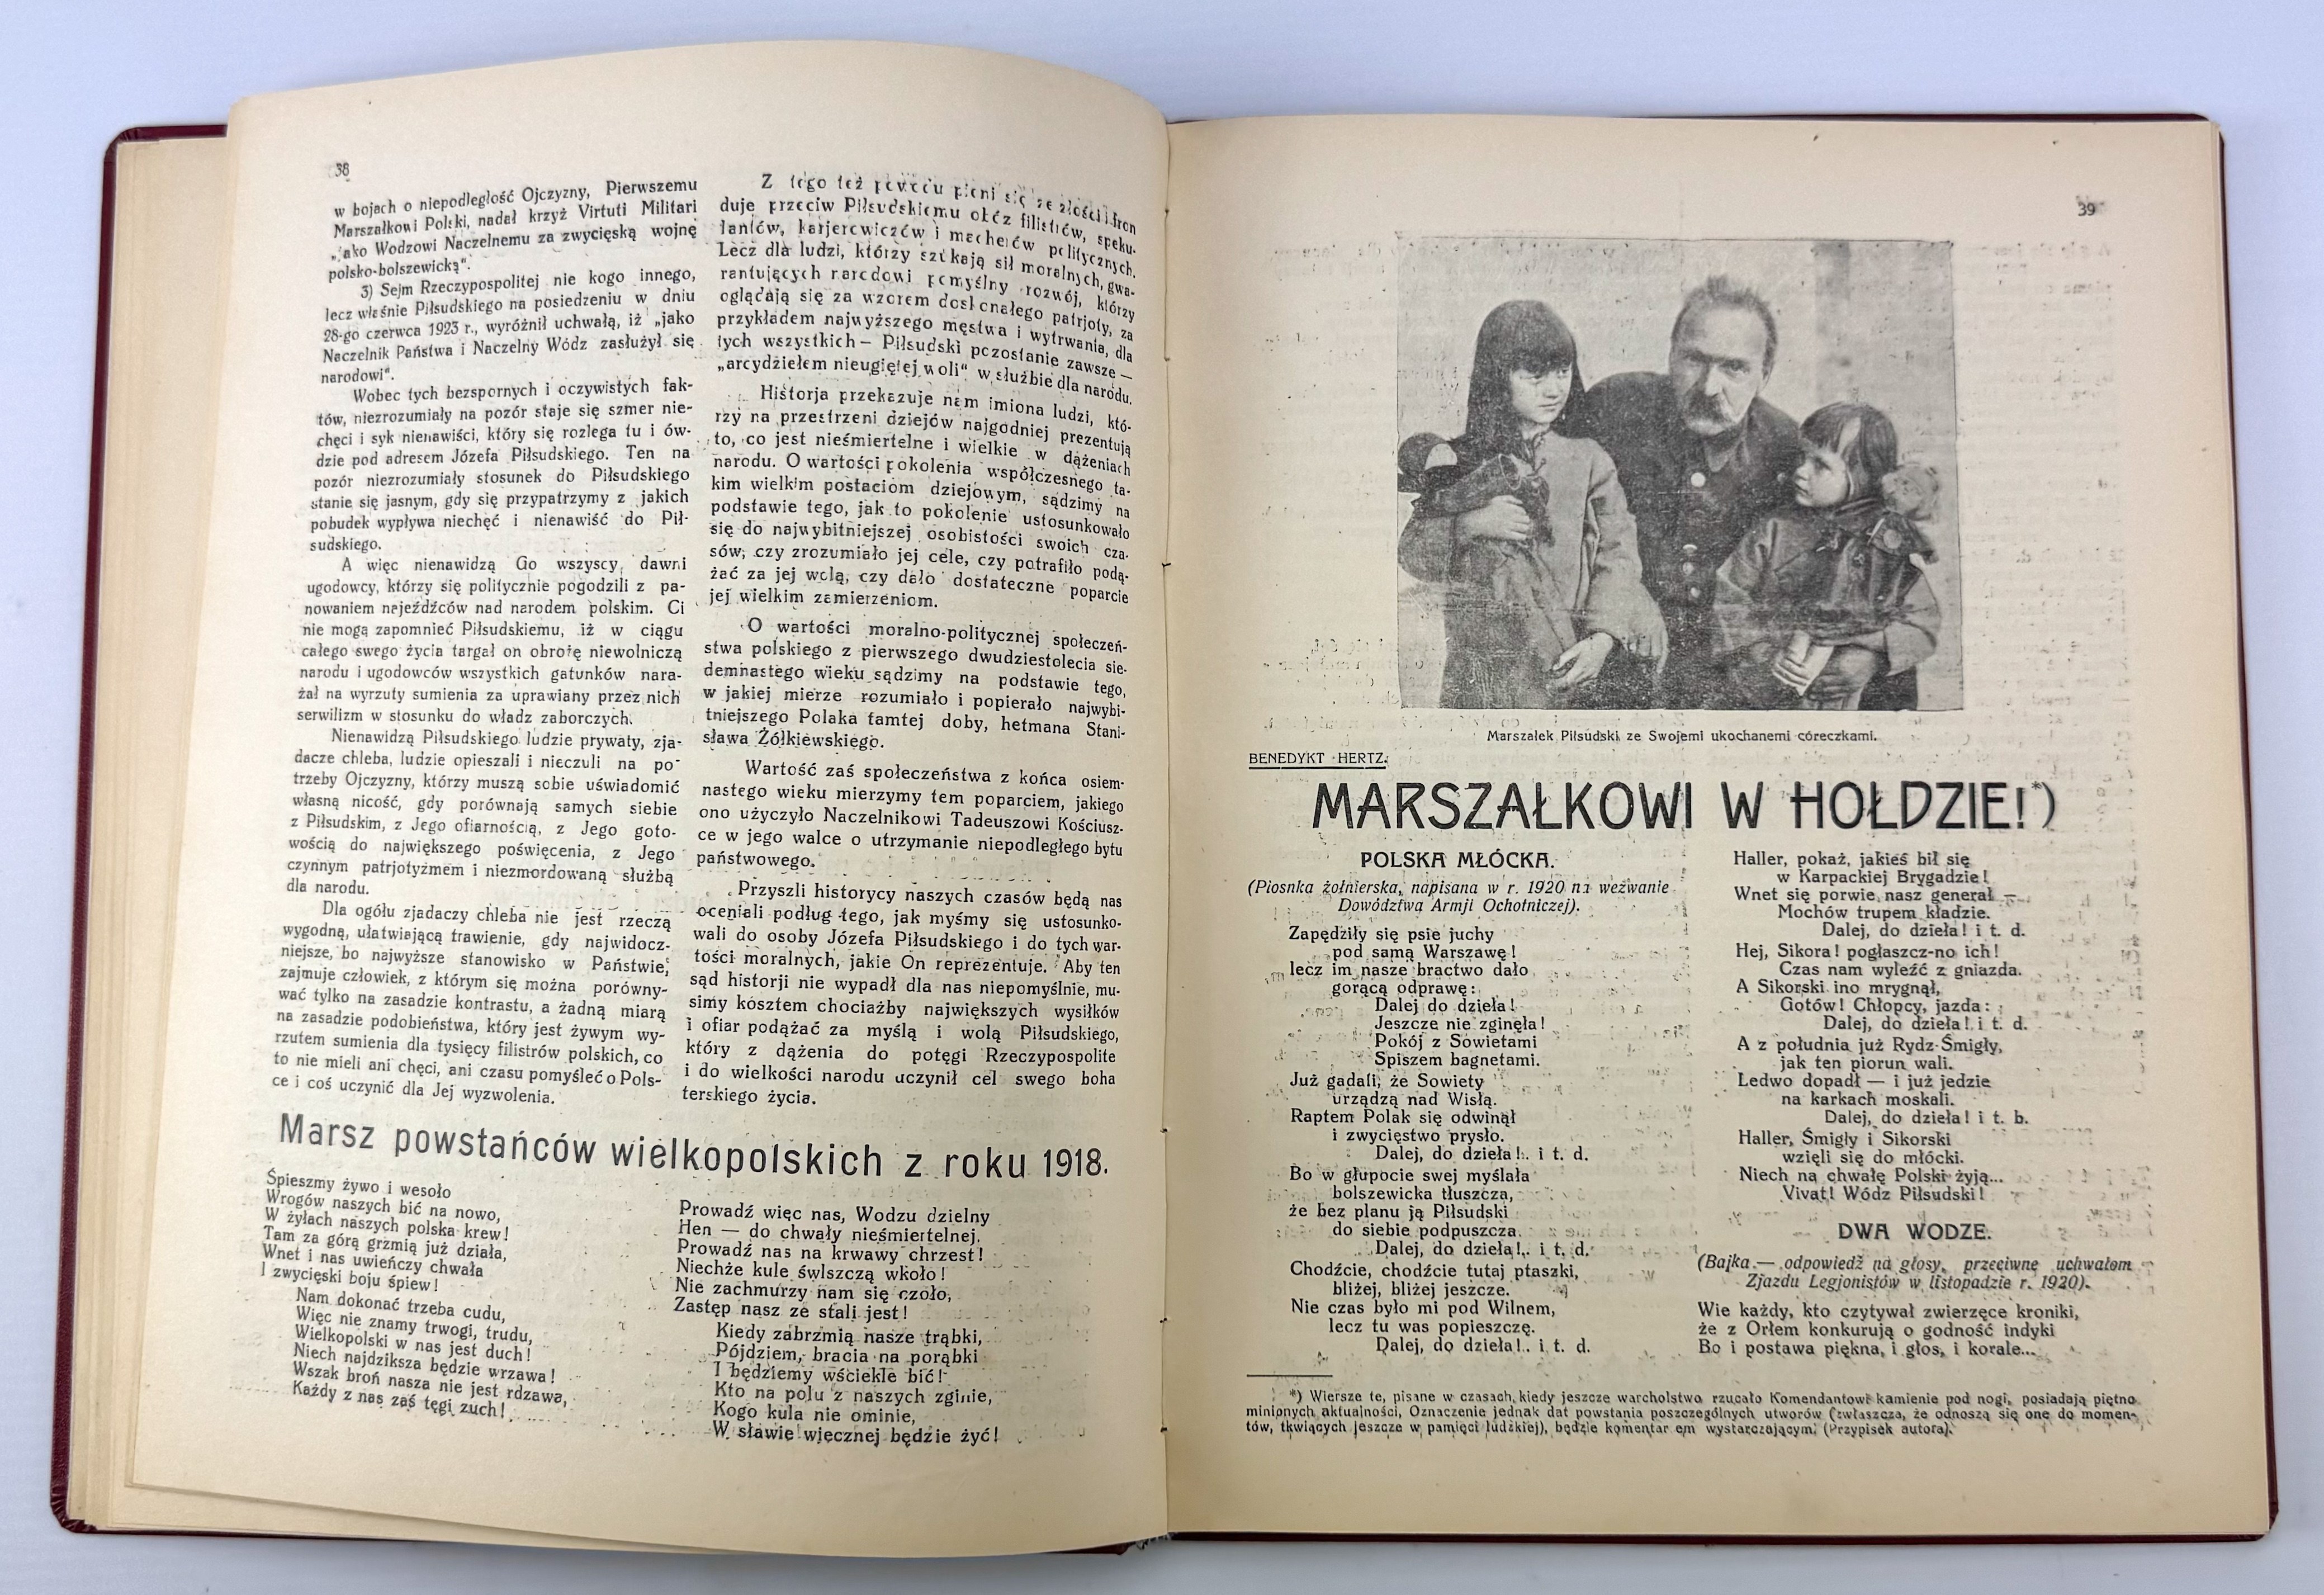 38
w bojach o niepodległość Ojczyzny, Pierwszemu
Marszałkowi Polski, nadał krzyż Virtuti Militari
„jako Wodzowi Naczelnemu za zwycięską wojnę
polsko-bolszewicką“.
3) Sejm Rzeczypospolitej nie kogo innego,
lecz właśnie Piłsudskiego na posiedzeniu w dniu
28-go czerwca 1923 r., wyróżnił uchwałą, iż „jako
Naczelnik Państwa i Naczelny Wódz zasłużył się
narodowi“.
Wobec tych bezspornych i oczywistych fak-
tów, niezrozumiały na pozór staje się szmer nie-
chęci i syk nienawiści, który się rozlega tu i ów-
dzie pod adresem Józefa Piłsudskiego. Ten na
pozór niezrozumiały stosunek do Piłsudskiego
stanie się jasnym, gdy się przypatrzymy z jakich
pobudek wypływa niechęć i nienawiść do Pił-
sudskiego.
A więc nienawidzą Go wszyscy dawni
ugodowcy, którzy się politycznie pogodzili z pa-
nowaniem najeźdźców nad narodem polskim. Ci
nie mogą zapomnieć Piłsudskiemu, iż w ciągu
całego swego życia targał on obrożę niewolniczą
narodu i ugodowców wszystkich gatunków nara-
żał na wyrzuty sumienia za uprawiany przez nich
serwilizm w stosunku do władz zaborczych.
Nienawidzą Piłsudskiego ludzie prywaty, zja-
dacze chleba, ludzie opieszali i nieczuli na po-
trzeby Ojczyzny, którzy muszą sobie uświadomić
własną nicość, gdy porównają samych siebie
z Piłsudskim, z Jego ofiarnością, z Jego goto-
wością do największego poświęcenia, z Jego
czynnym patrjotyzmem i niezmordowaną służbą
dla narodu.
Dla ogółu zjadaczy chleba nie jest rzeczą
wygodną, ułatwiającą trawienie, gdy najwidocz-
niejsze, bo najwyższe stanowisko w Państwie,
zajmuje człowiek, z którym się można porówny-
wać tylko na zasadzie kontrastu, a żadną miarą
na zasadzie podobieństwa, który jest żywym wy-
rzutem sumienia dla tysięcy filistrów polskich, co
to nie mieli ani chęci, ani czasu pomyśleć o Pols-
ce i coś uczynić dla Jej wyzwolenia.
Z tego też powodu pieni się ze złości i fron
duje przeciw Piłsudskiemu obóz filistrów, speku-
lantów, karjerowiczów i macherów politycznych.
Lecz dla ludzi, którzy szukają sił moralnych, gwa-
rantujących narodowi pomyślny rozwój, którzy
oglądają się za wzorem doskonałego patrjoty, za
przykładem najwyższego męstwa i wytrwania, dla
tych wszystkich — Piłsudski pozostanie zawsze —
„arcydziełem nieugiętej woli“ w służbie dla narodu.
Historja przekazuje nam imiona ludzi, któ-
rzy na przestrzeni dziejów najgodniej prezentują
to, co jest nieśmiertelne i wielkie w dążeniach
narodu. O wartości pokolenia współczesnego ta-
kim wielkim postaciom dziejowym, sądzimy na
podstawie tego, jak to pokolenie ustosunkowało
się do najwybitniejszej osobistości swoich cza-
sów, czy zrozumiało jej cele, czy potrafiło podą-
żać za jej wolą, czy dało dostateczne poparcie
jej wielkim zamierzeniom.
O wartości moralno-politycznej społeczeń-
stwa polskiego z pierwszego dwudziestolecia sie-
demnastego wieku sądzimy na podstawie tego,
w jakiej mierze rozumiało i popierało najwybi-
tniejszego Polaka tamtej doby, hetmana Stani-
sława Żółkiewskiego.
Wartość zaś społeczeństwa z końca osiem-
nastego wieku mierzymy tem poparciem, jakiego
ono użyczyło Naczelnikowi Tadeuszowi Kościusz-
ce w jego walce o utrzymanie niepodległego bytu
państwowego.
Przyszli historycy naszych czasów będą nas
oceniali podług tego, jak myśmy się ustosunko-
wali do osoby Józefa Piłsudskiego i do tych war-
tości moralnych, jakie On reprezentuje. Aby ten
sąd historji nie wypadł dla nas niepomyślnie, mu-
simy kosztem chociażby największych wysiłków
i ofiar podążać za myślą i wolą Piłsudskiego,
który z dążenia do potęgi Rzeczypospolite
i do wielkości narodu uczynił cel swego boha
terskiego życia.
Marsz powstańców wielkopolskich z roku 1918.
Śpieszmy żywo i wesoło
Wrogów naszych bić na nowo,
W żyłach naszych polska krew!
Tam za górą grzmią już działa,
Wnet i nas uwieńczy chwała
I zwycięski boju śpiew!
Nam dokonać trzeba cudu,
Więc nie znamy trwogi, trudu,
Wielkopolski w nas jest duch!
Niech najdziksza będzie wrzawa!
Wszak broń nasza nie jest rdzawa,
Każdy z nas zaś tęgi zuch!
Prowadź więc nas, Wodzu dzielny
Hen — do chwały nieśmiertelnej.
Prowadź nas na krwawy chrzest!
Niechże kule śwlszczą wkoło!
Nie zachmurzy nam się czoło,
Zastęp nasz ze stali jest!
Kiedy zabrzmią nasze trąbki,
Pójdziem, bracia na porąbki
I będziemy wściekle bić!
Kto na polu z naszych zginie,
Kogo kula nie ominie,
W sławie wiecznej będzie żyć!
39
Marszałek Piłsudski ze Swojemi ukochanemi córeczkami.
BENEDYKT HERTZ.
MARSZAŁKOWI W HOŁDZIE!*)
POLSKA MŁÓCKA.
(Piosnka żołnierska, napisana w r. 1920 na wezwanie
Dowództwa Armji Ochotniczej).
Zapędziły się psie juchy
pod samą Warszawę!
lecz im nasze bractwo dało
gorącą odprawę:
Dalej do dzieła!
Jeszcze nie zginęła!
Pokój z Sowietami
Spiszem bagnetami.
Już gadali, że Sowiety
urządzą nad Wisłą.
Raptem Polak się odwinął
i zwycięstwo prysło.
Dalej, do dzieła!. i t. d.
Bo w głupocie swej myślała
bolszewicka tłuszcza,
że bez planu ją Piłsudski
do siebie podpuszcza.
Dalej, do dzieła!. i t. d.
Chodźcie, chodźcie tutaj ptaszki,
bliżej, bliżej jeszcze.
Nie czas było mi pod Wilnem,
lecz tu was popieszczę.
Dalej, do dzieła!. i t. d.
Haller, pokaż, jakieś bił się
w Karpackiej Brygadzie!
Wnet się porwie nasz generał —
Mochów trupem kładzie.
Dalej, do dzieła! i t. d.
Hej, Sikora! pogłaszcz-no ich!
Czas nam wyleźć z gniazda.
A Sikorski ino mrygnął,
Gotów! Chłopcy, jazda:
Dalej, do dzieła!. i t. d.
A z południa już Rydz-Śmigły,
jak ten piorun wali.
Ledwo dopadł — i już jedzie
na karkach moskali.
Dalej, do dzieła! i t. b.
Haller, Śmigły i Sikorski
wzięli się do młócki.
Niech na chwałę Polski żyją...
Vivat! Wódz Piłsudski!
DWA WODZE.
(Bajka.— odpowiedź na głosy, przeciwne uchwałom
Zjazdu Legjonistów w listopadzie r. 1920).
Wie każdy, kto czytywał zwierzęce kroniki,
że z Orłem konkurują o godność indyki
Bo i postawa piękna, i głos, i korale...
*) Wiersze te, pisane w czasach, kiedy jeszcze warcholstwo rzucało Komendantowi kamienie pod nogi, posiadają piętno
minionych aktualności, Oznaczenie jednak dat powstania poszczególnych utworów (zwłaszcza, że odnoszą się one do momen-
tów, tkwiących jeszcze w pamięci ludzkiej), będzie komentar em wystarczającym. (Przypisek autora).